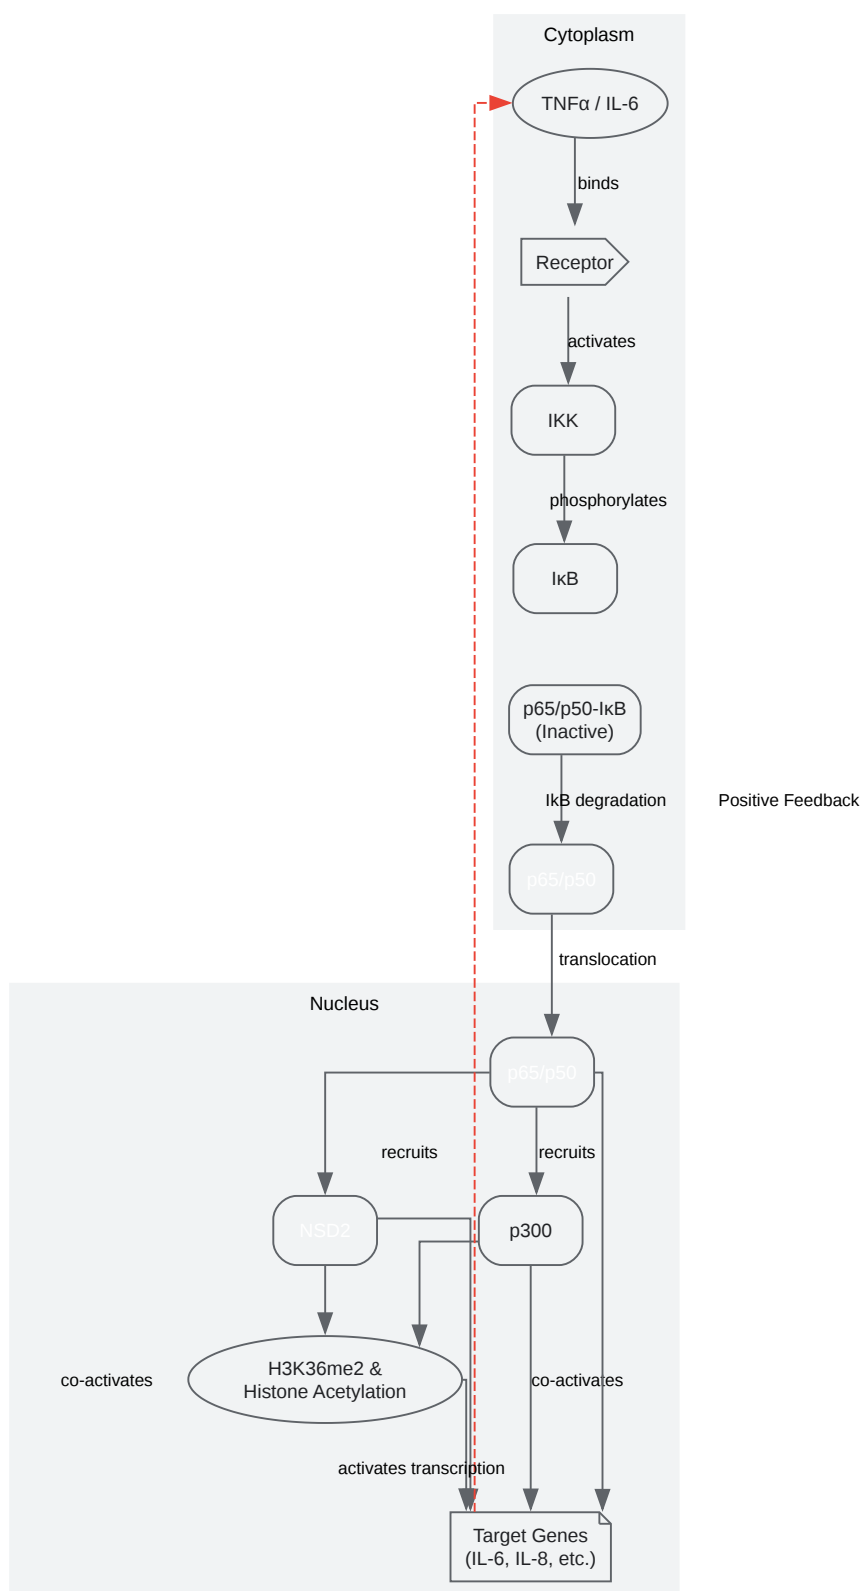 Cytoplasm
TNFα / IL-6
binds
Receptor
activates
IKK
phosphorylates
IκB
p65/p50-IκB
(Inactive)
IkB degradation
Positive Feedback
p65/p50
translocation
Nucleus
p65/p50
recruits
recruits
NSD2
p300
H3K36me2 &
Histone Acetylation
co-activates
co-activates
activates transcription
Target Genes
(IL-6, IL-8, etc.)